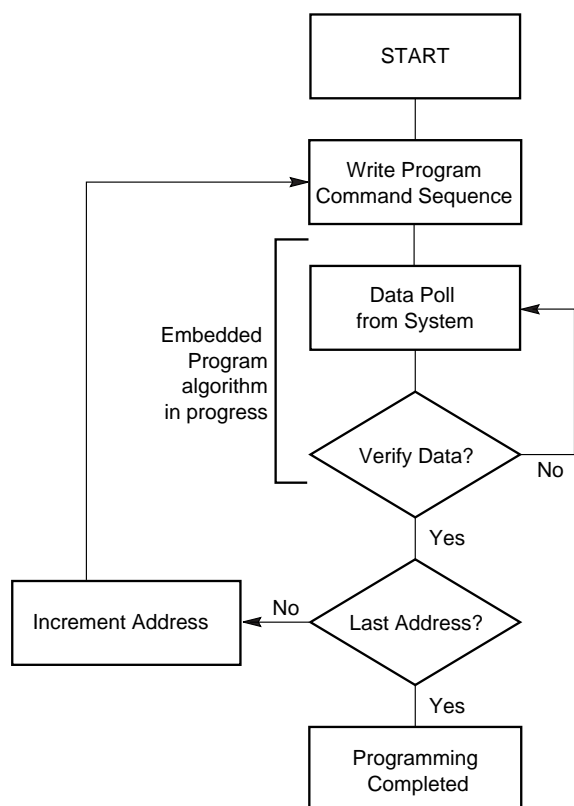 START
Write Program
Command Sequence
Data Poll
from System
Embedded
Program
algorithm
in progress
Verify Data?
No
Yes
Last Address?
No
Increment Address
Yes
Programming
Completed